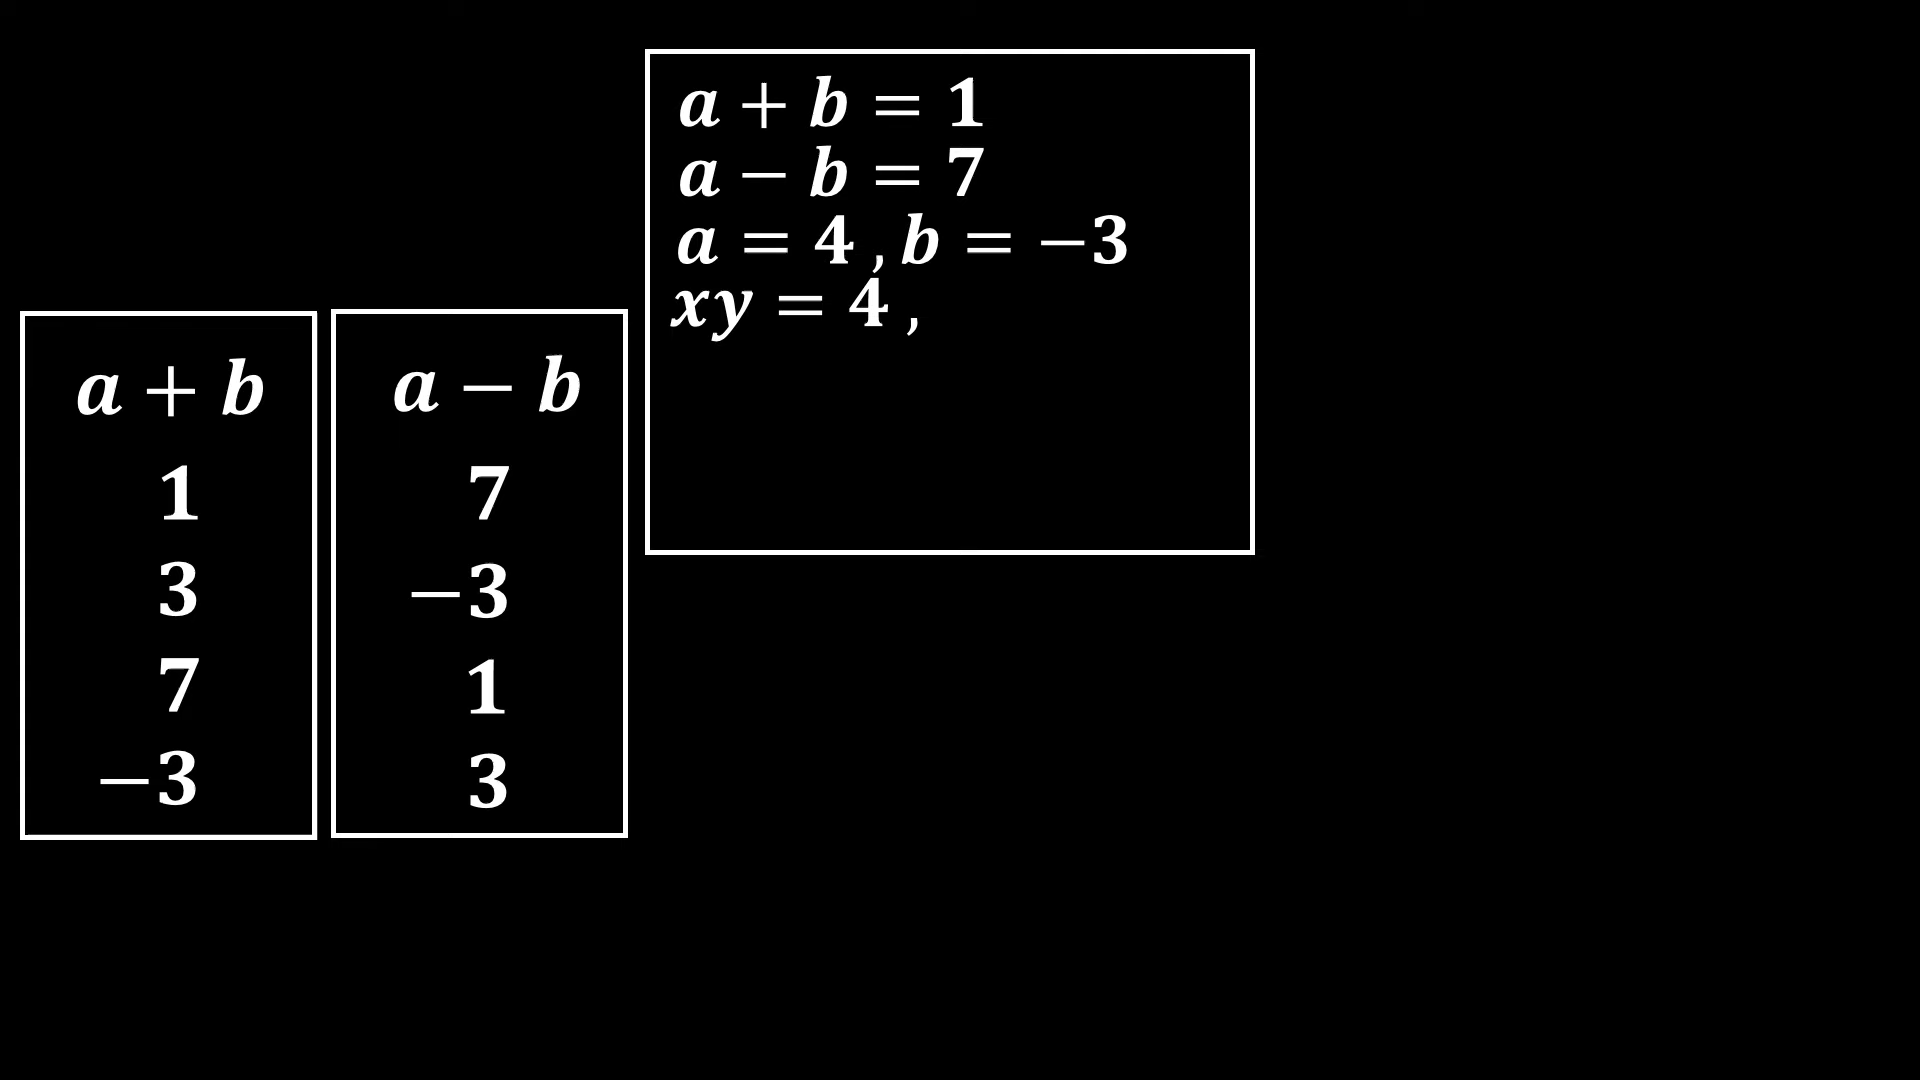 a + b = 1
a − b = 7
a = 4 , b = −3
xy = 4 ,
a + b
1
3
7
−3
a − b
7
−3
1
3